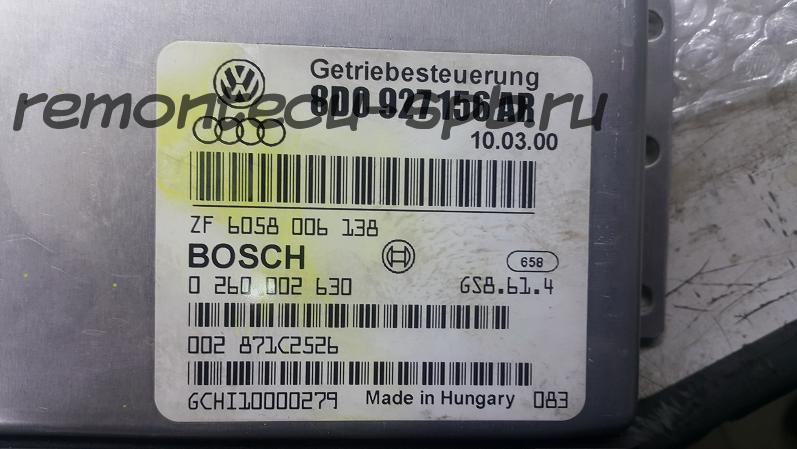 Getriebesteuerung
8D0 927 156 AR
remontecu-spb.ru
10.03.00
ZF 6058 006 138
BOSCH
658
0 260 002 630 GS8.61.4
002 871C2526
GCHI10000279 Made in Hungary 083